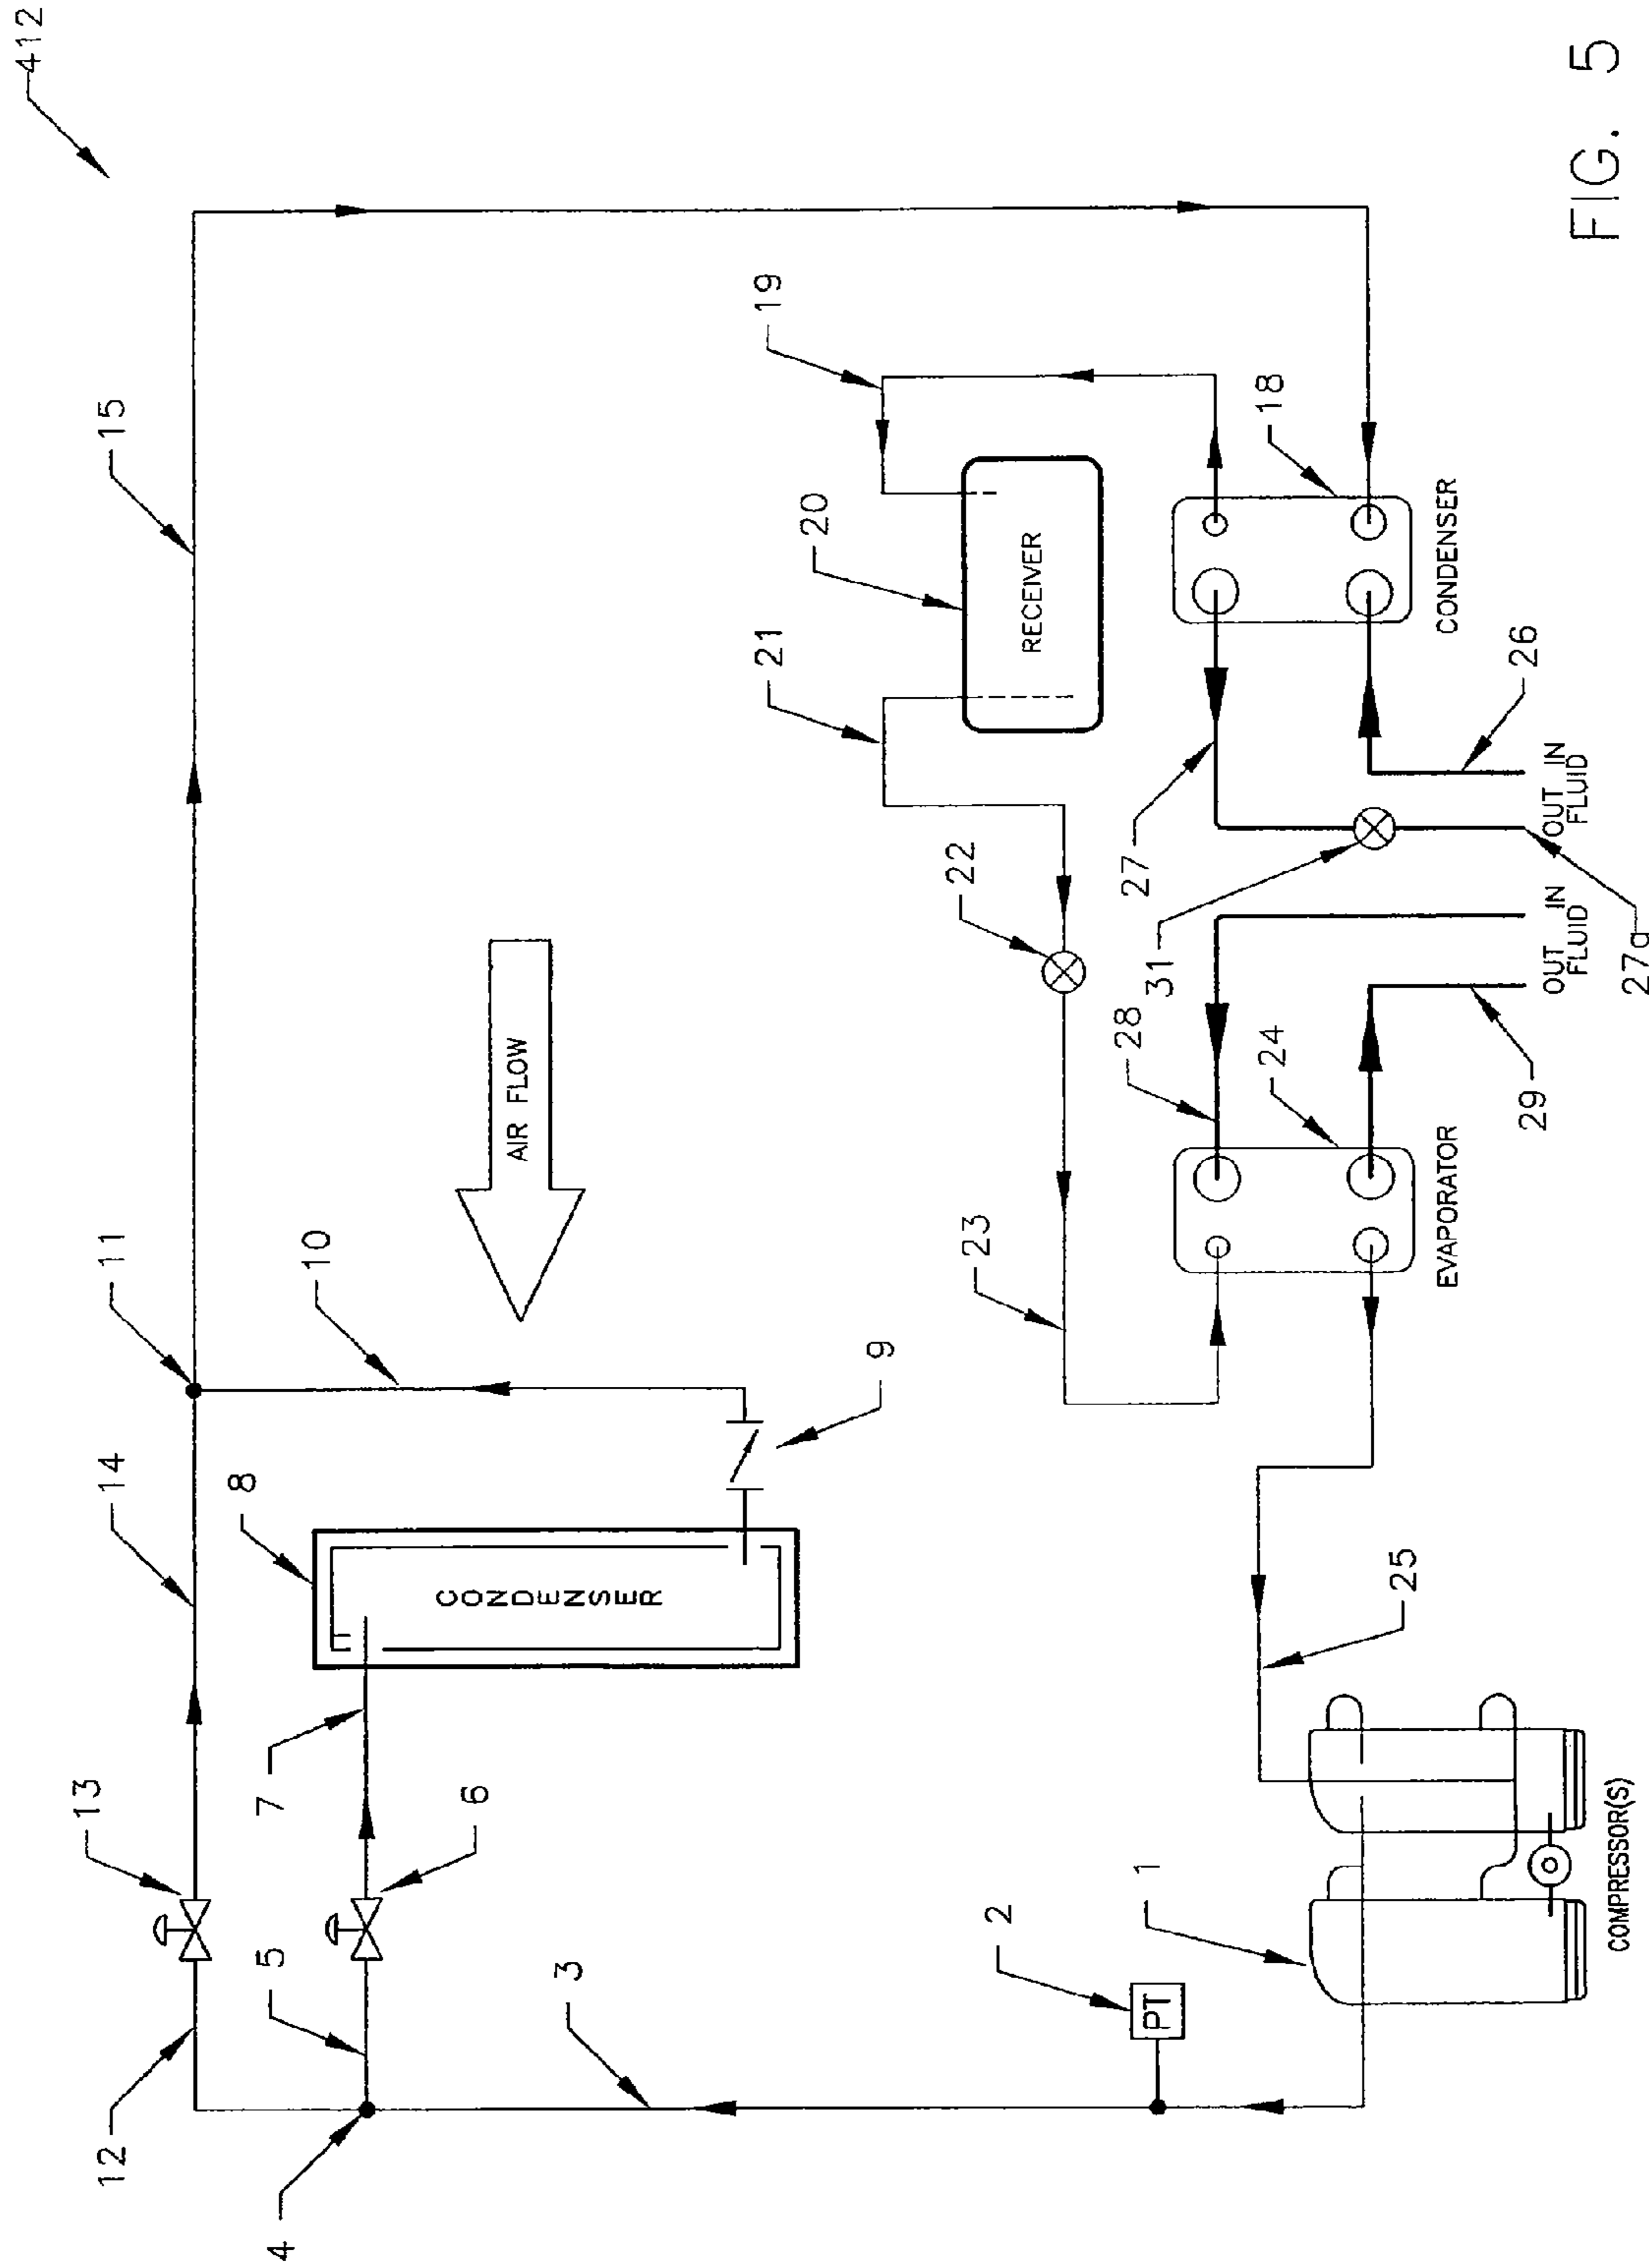 412
12
13
14
11
15
8
4
5
7
10
6
CONDENSER
AIR FLOW
3
21
19
20
9
2
23
22
RECEIVER
1
28
27
31
24
18
25
EVAPORATOR
CONDENSER
29
26
OUT IN
FLUID
OUT IN
FLUID
COMPRESSOR(S)
27a
FIG. 5
PT